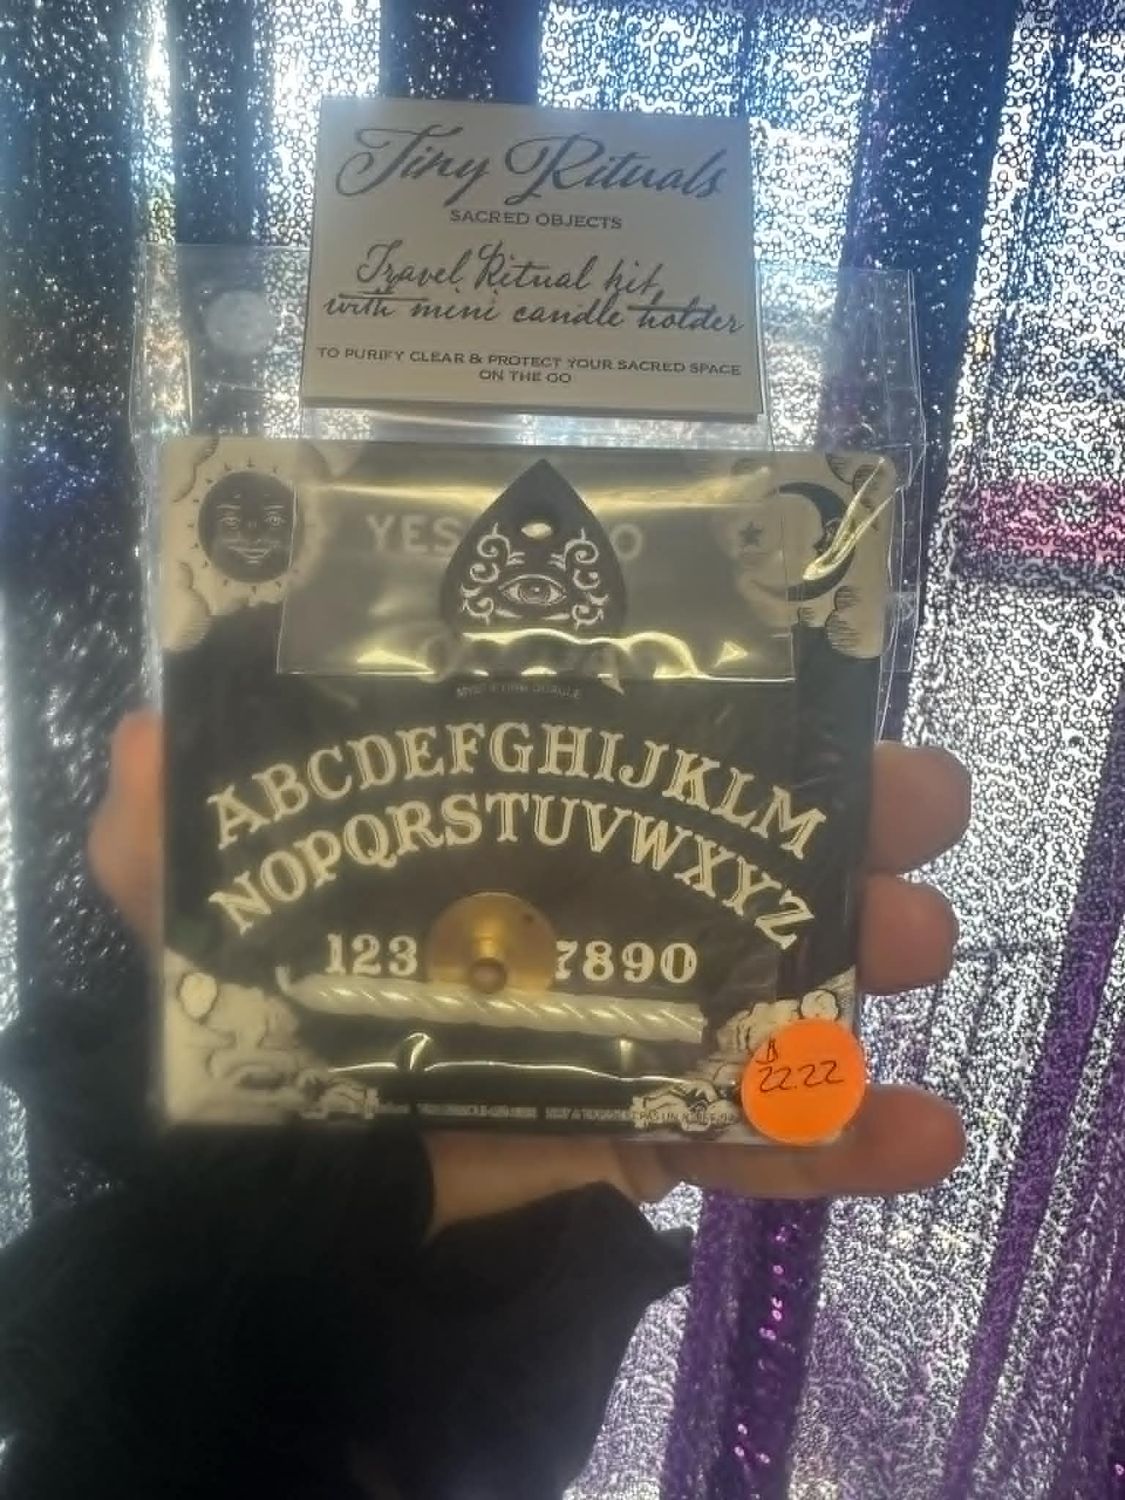 Tiny Rituals
SACRED OBJECTS
Travel Ritual kit,
with mini candle holder
TO PURIFY CLEAR & PROTECT YOUR SACRED SPACE
ON THE GO
YES O
ABCDEFGHIJKLM
NOPQRSTUVWXYZ
123 7890
22.22